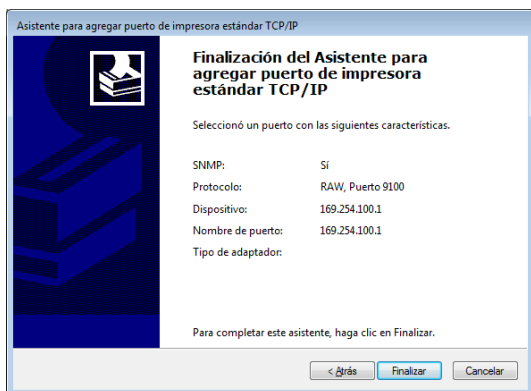 Asistente para agregar puerto de impresora estándar TCP/IP
Finalización del Asistente para
agregar puerto de impresora
estándar TCP/IP
Seleccionó un puerto con las siguientes características.
SNMP: Sí
Protocolo: RAW, Puerto 9100
Dispositivo: 169.254.100.1
Nombre de puerto: 169.254.100.1
Tipo de adaptador:
Para completar este asistente, haga clic en Finalizar.
< Atrás Finalizar Cancelar